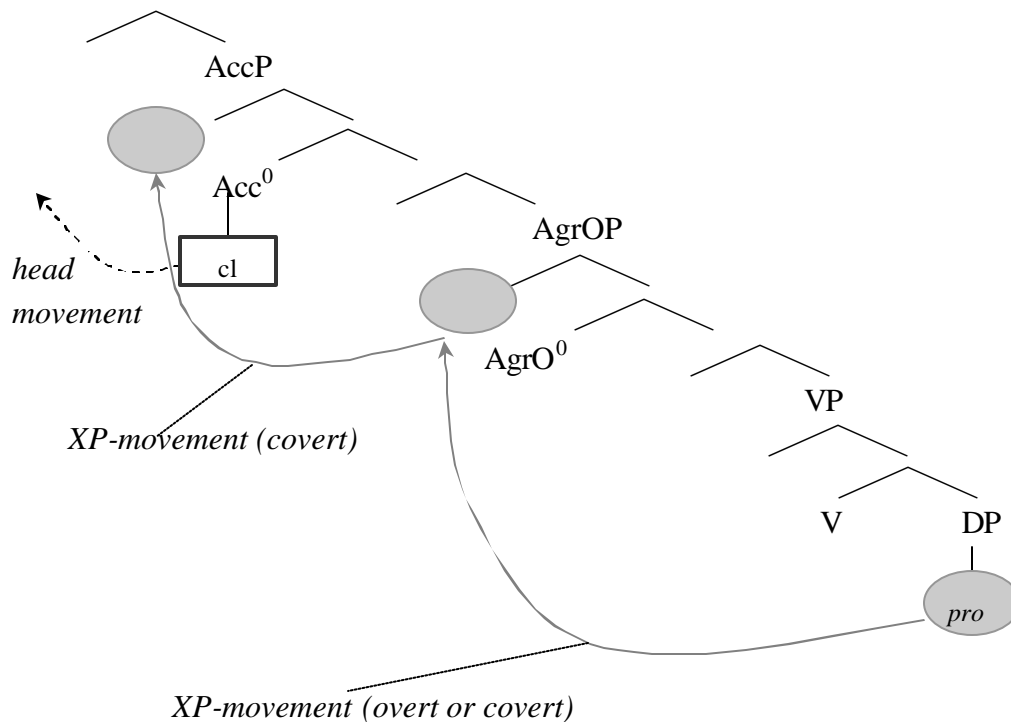 AccP
Acc⁰
AgrOP
cl
head
movement
AgrO⁰
VP
XP-movement (covert)
V DP
pro
XP-movement (overt or covert)